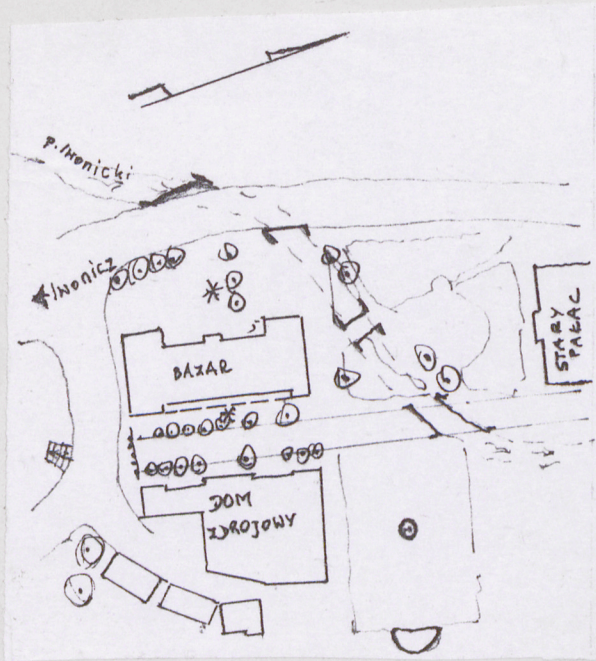 P. Iwonicki
Iwonicz
BAZAR
STARY
PAŁAC
DOM
ZDROJOWY